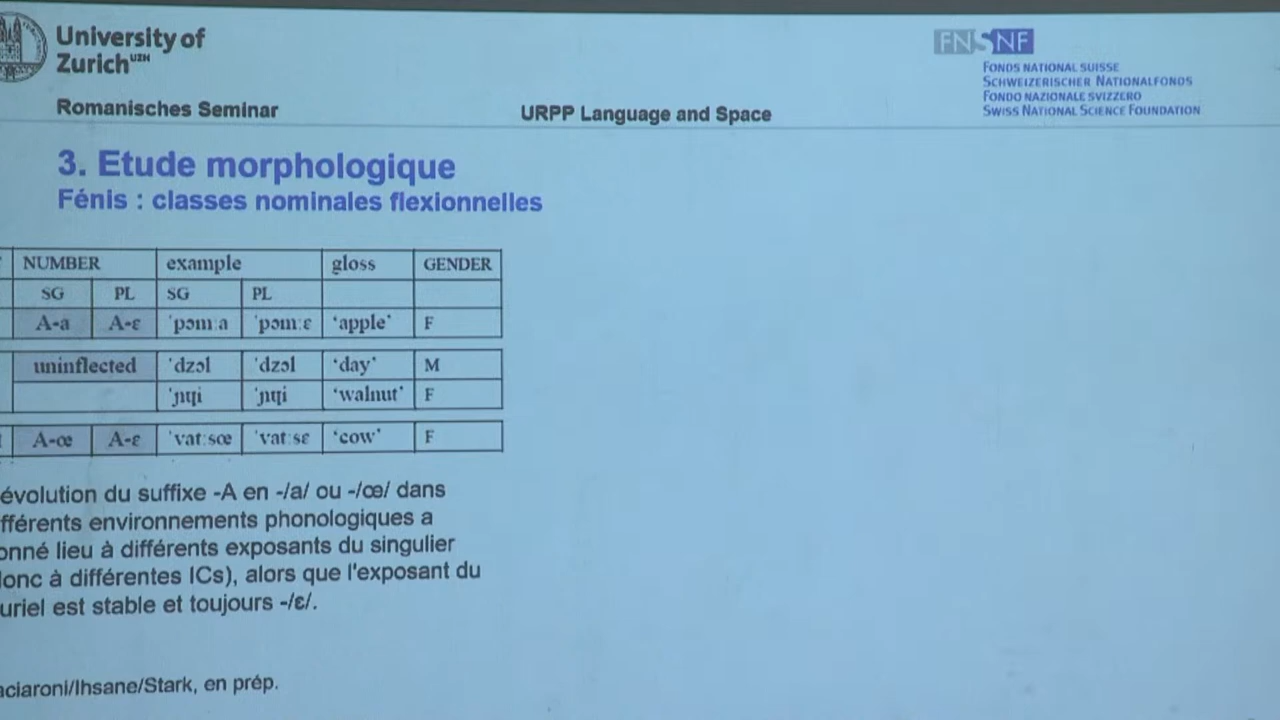 University of
Zurich UZH
FNSNF
FONDS NATIONAL SUISSE
SCHWEIZERISCHER NATIONALFONDS
FONDO NAZIONALE SVIZZERO
SWISS NATIONAL SCIENCE FOUNDATION
Romanisches Seminar URPP Language and Space
3. Etude morphologique
Fénis : classes nominales flexionnelles
NUMBER example gloss GENDER
SG PL SG PL
A-a A-ɛ ˈpɔmːa ˈpɔmːɛ ‘apple’ F
uninflected ˈdzɔl ˈdzɔl ‘day’ M
ˈɲɥi ˈɲɥi ‘walnut’ F
A-œ A-ɛ ˈvatːsœ ˈvatːsɛ ‘cow’ F
évolution du suffixe -A en -/a/ ou -/œ/ dans
fférents environnements phonologiques a
onné lieu à différents exposants du singulier
onc à différentes ICs), alors que l'exposant du
uriel est stable et toujours -/ɛ/.
aciaroni/Ihsane/Stark, en prép.